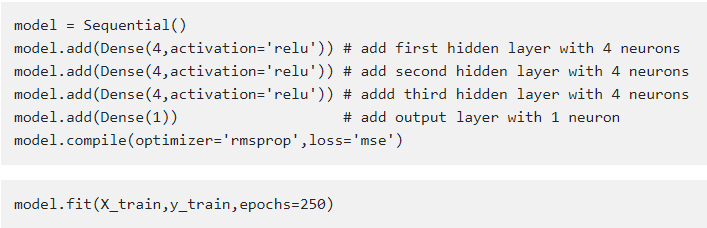 model = Sequential()
model.add(Dense(4,activation='relu')) # add first hidden layer with 4 neurons
model.add(Dense(4,activation='relu')) # add second hidden layer with 4 neurons
model.add(Dense(4,activation='relu')) # addd third hidden layer with 4 neurons
model.add(Dense(1))                   # add output layer with 1 neuron
model.compile(optimizer='rmsprop',loss='mse')
model.fit(X_train,y_train,epochs=250)